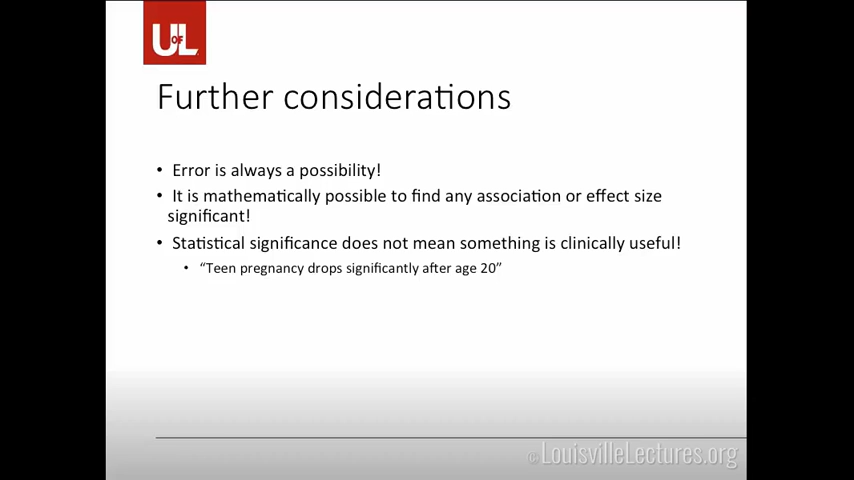 UofL
Further considerations
• Error is always a possibility!
• It is mathematically possible to find any association or effect size
significant!
• Statistical significance does not mean something is clinically useful!
• “Teen pregnancy drops significantly after age 20”
© LouisvilleLectures.org